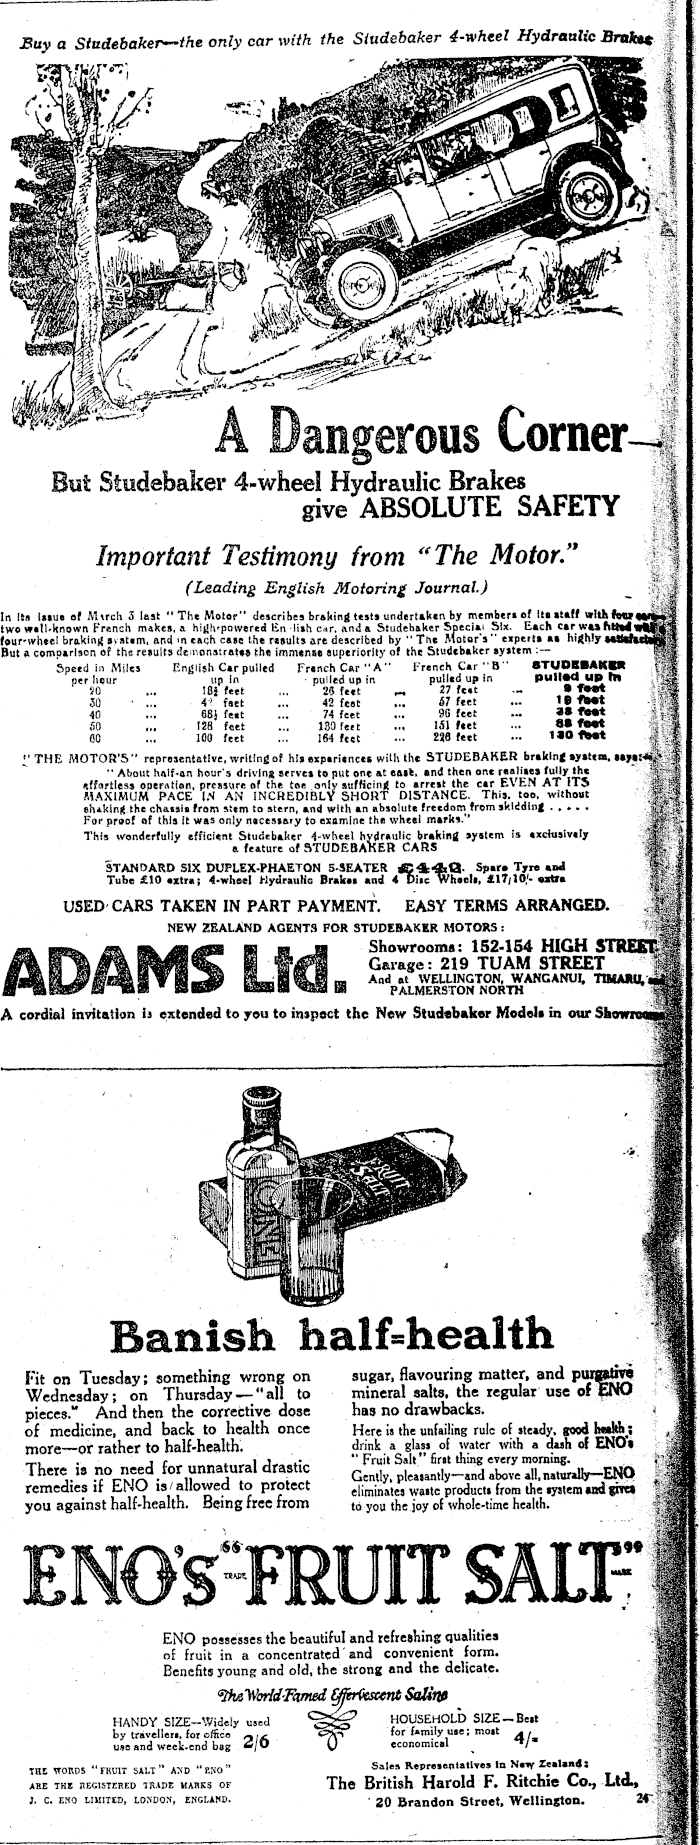 Buy a Studebaker—the only car with the Studebaker 4-wheel Hydraulic Brakes
A Dangerous Corner—
But Studebaker 4-wheel Hydraulic Brakes
give ABSOLUTE SAFETY
Important Testimony from "The Motor."
(Leading English Motoring Journal.)
In its issue of March 3 last "The Motor" describes braking tests undertaken by members of its staff with four
two well-known French makes, a high-powered English car, and a Studebaker Special Six. Each car was fitted with
four-wheel braking system, and in each case the results are described by "The Motor's" experts as highly satisfactory
But a comparison of the results demonstrates the immense superiority of the Studebaker system:—
Speed in Miles English Car pulled French Car "A" French Car "B" STUDEBAKER
per hour up in pulled up in pulled up in pulled up in
20 ... 18½ feet ... 26 feet ... 27 feet ... 9 feet
30 ... feet ... 42 feet ... 57 feet ... 19 feet
40 ... 68½ feet ... 74 feet ... 96 feet ... 38 feet
50 ... 128 feet ... 130 feet ... 151 feet ... 88 feet
60 ... 160 feet ... 164 feet ... 226 feet ... 130 feet
"THE MOTOR'S" representative, writing of his experiences with the STUDEBAKER braking system, says:—
"About half-an hour's driving serves to put one at ease, and then one realises fully the
effortless operation, pressure of the toe only sufficing to arrest the car EVEN AT ITS
MAXIMUM PACE IN AN INCREDIBLY SHORT DISTANCE. This, too, without
shaking the chassis from stem to stern, and with an absolute freedom from skidding . . . . .
For proof of this it was only necessary to examine the wheel marks."
This wonderfully efficient Studebaker 4-wheel hydraulic braking system is exclusively
a feature of STUDEBAKER CARS
STANDARD SIX DUPLEX-PHAETON 5-SEATER Spare Tyre and
Tube £10 extra; 4-wheel Hydraulic Brakes and 4 Disc Wheels, £17/10/- extra
USED CARS TAKEN IN PART PAYMENT. EASY TERMS ARRANGED.
NEW ZEALAND AGENTS FOR STUDEBAKER MOTORS:
ADAMS Ltd.
Showrooms: 152-154 HIGH STREET
Garage: 219 TUAM STREET
And at WELLINGTON, WANGANUI, TIMARU, and
PALMERSTON NORTH
A cordial invitation is extended to you to inspect the New Studebaker Models in our Showrooms
FRUIT
SALT
ENO
Banish half-health
Fit on Tuesday; something wrong on
Wednesday; on Thursday—"all to
pieces." And then the corrective dose
of medicine, and back to health once
more—or rather to half-health.
There is no need for unnatural drastic
remedies if ENO is allowed to protect
you against half-health. Being free from
sugar, flavouring matter, and purgative
mineral salts, the regular use of ENO
has no drawbacks.
Here is the unfailing rule of steady, good health;
drink a glass of water with a dash of ENO's
"Fruit Salt" first thing every morning.
Gently, pleasantly—and above all, naturally—ENO
eliminates waste products from the system and gives
to you the joy of whole-time health.
ENO'S "FRUIT SALT"
TRADE MARK
ENO possesses the beautiful and refreshing qualities
of fruit in a concentrated and convenient form.
Benefits young and old, the strong and the delicate.
The World-Famed Effervescent Saline
HANDY SIZE—Widely used
by travellers, for office
use and week-end bag 2/6
HOUSEHOLD SIZE—Best
for family use; most
economical 4/-
THE WORDS "FRUIT SALT" AND "ENO"
ARE THE REGISTERED TRADE MARKS OF
J. C. ENO LIMITED, LONDON, ENGLAND.
Sales Representatives in New Zealand:
The British Harold F. Ritchie Co., Ltd.,
20 Brandon Street, Wellington. 24